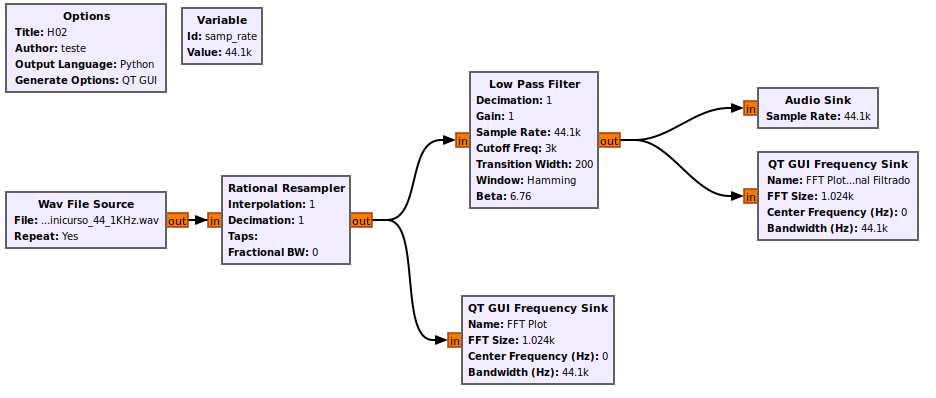 Options
Title: H02
Author: teste
Output Language: Python
Generate Options: QT GUI
Variable
Id: samp_rate
Value: 44.1k
Wav File Source
File: ...inicurso_44_1KHz.wav
Repeat: Yes
out
in
Rational Resampler
Interpolation: 1
Decimation: 1
Taps:
Fractional BW: 0
out
in
Low Pass Filter
Decimation: 1
Gain: 1
Sample Rate: 44.1k
Cutoff Freq: 3k
Transition Width: 200
Window: Hamming
Beta: 6.76
out
in
Audio Sink
Sample Rate: 44.1k
in
QT GUI Frequency Sink
Name: FFT Plot...nal Filtrado
FFT Size: 1.024k
Center Frequency (Hz): 0
Bandwidth (Hz): 44.1k
in
QT GUI Frequency Sink
Name: FFT Plot
FFT Size: 1.024k
Center Frequency (Hz): 0
Bandwidth (Hz): 44.1k